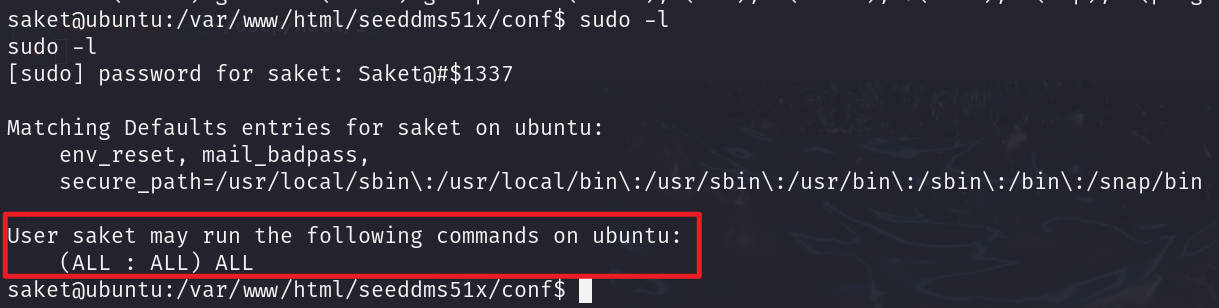 saket@ubuntu:/var/www/html/seeddms51x/conf$ sudo -l
sudo -l
[sudo] password for saket: Saket@#$1337
Matching Defaults entries for saket on ubuntu:
    env_reset, mail_badpass,
    secure_path=/usr/local/sbin\:/usr/local/bin\:/usr/sbin\:/usr/bin\:/sbin\:/bin\:/snap/bin
User saket may run the following commands on ubuntu:
    (ALL : ALL) ALL
saket@ubuntu:/var/www/html/seeddms51x/conf$